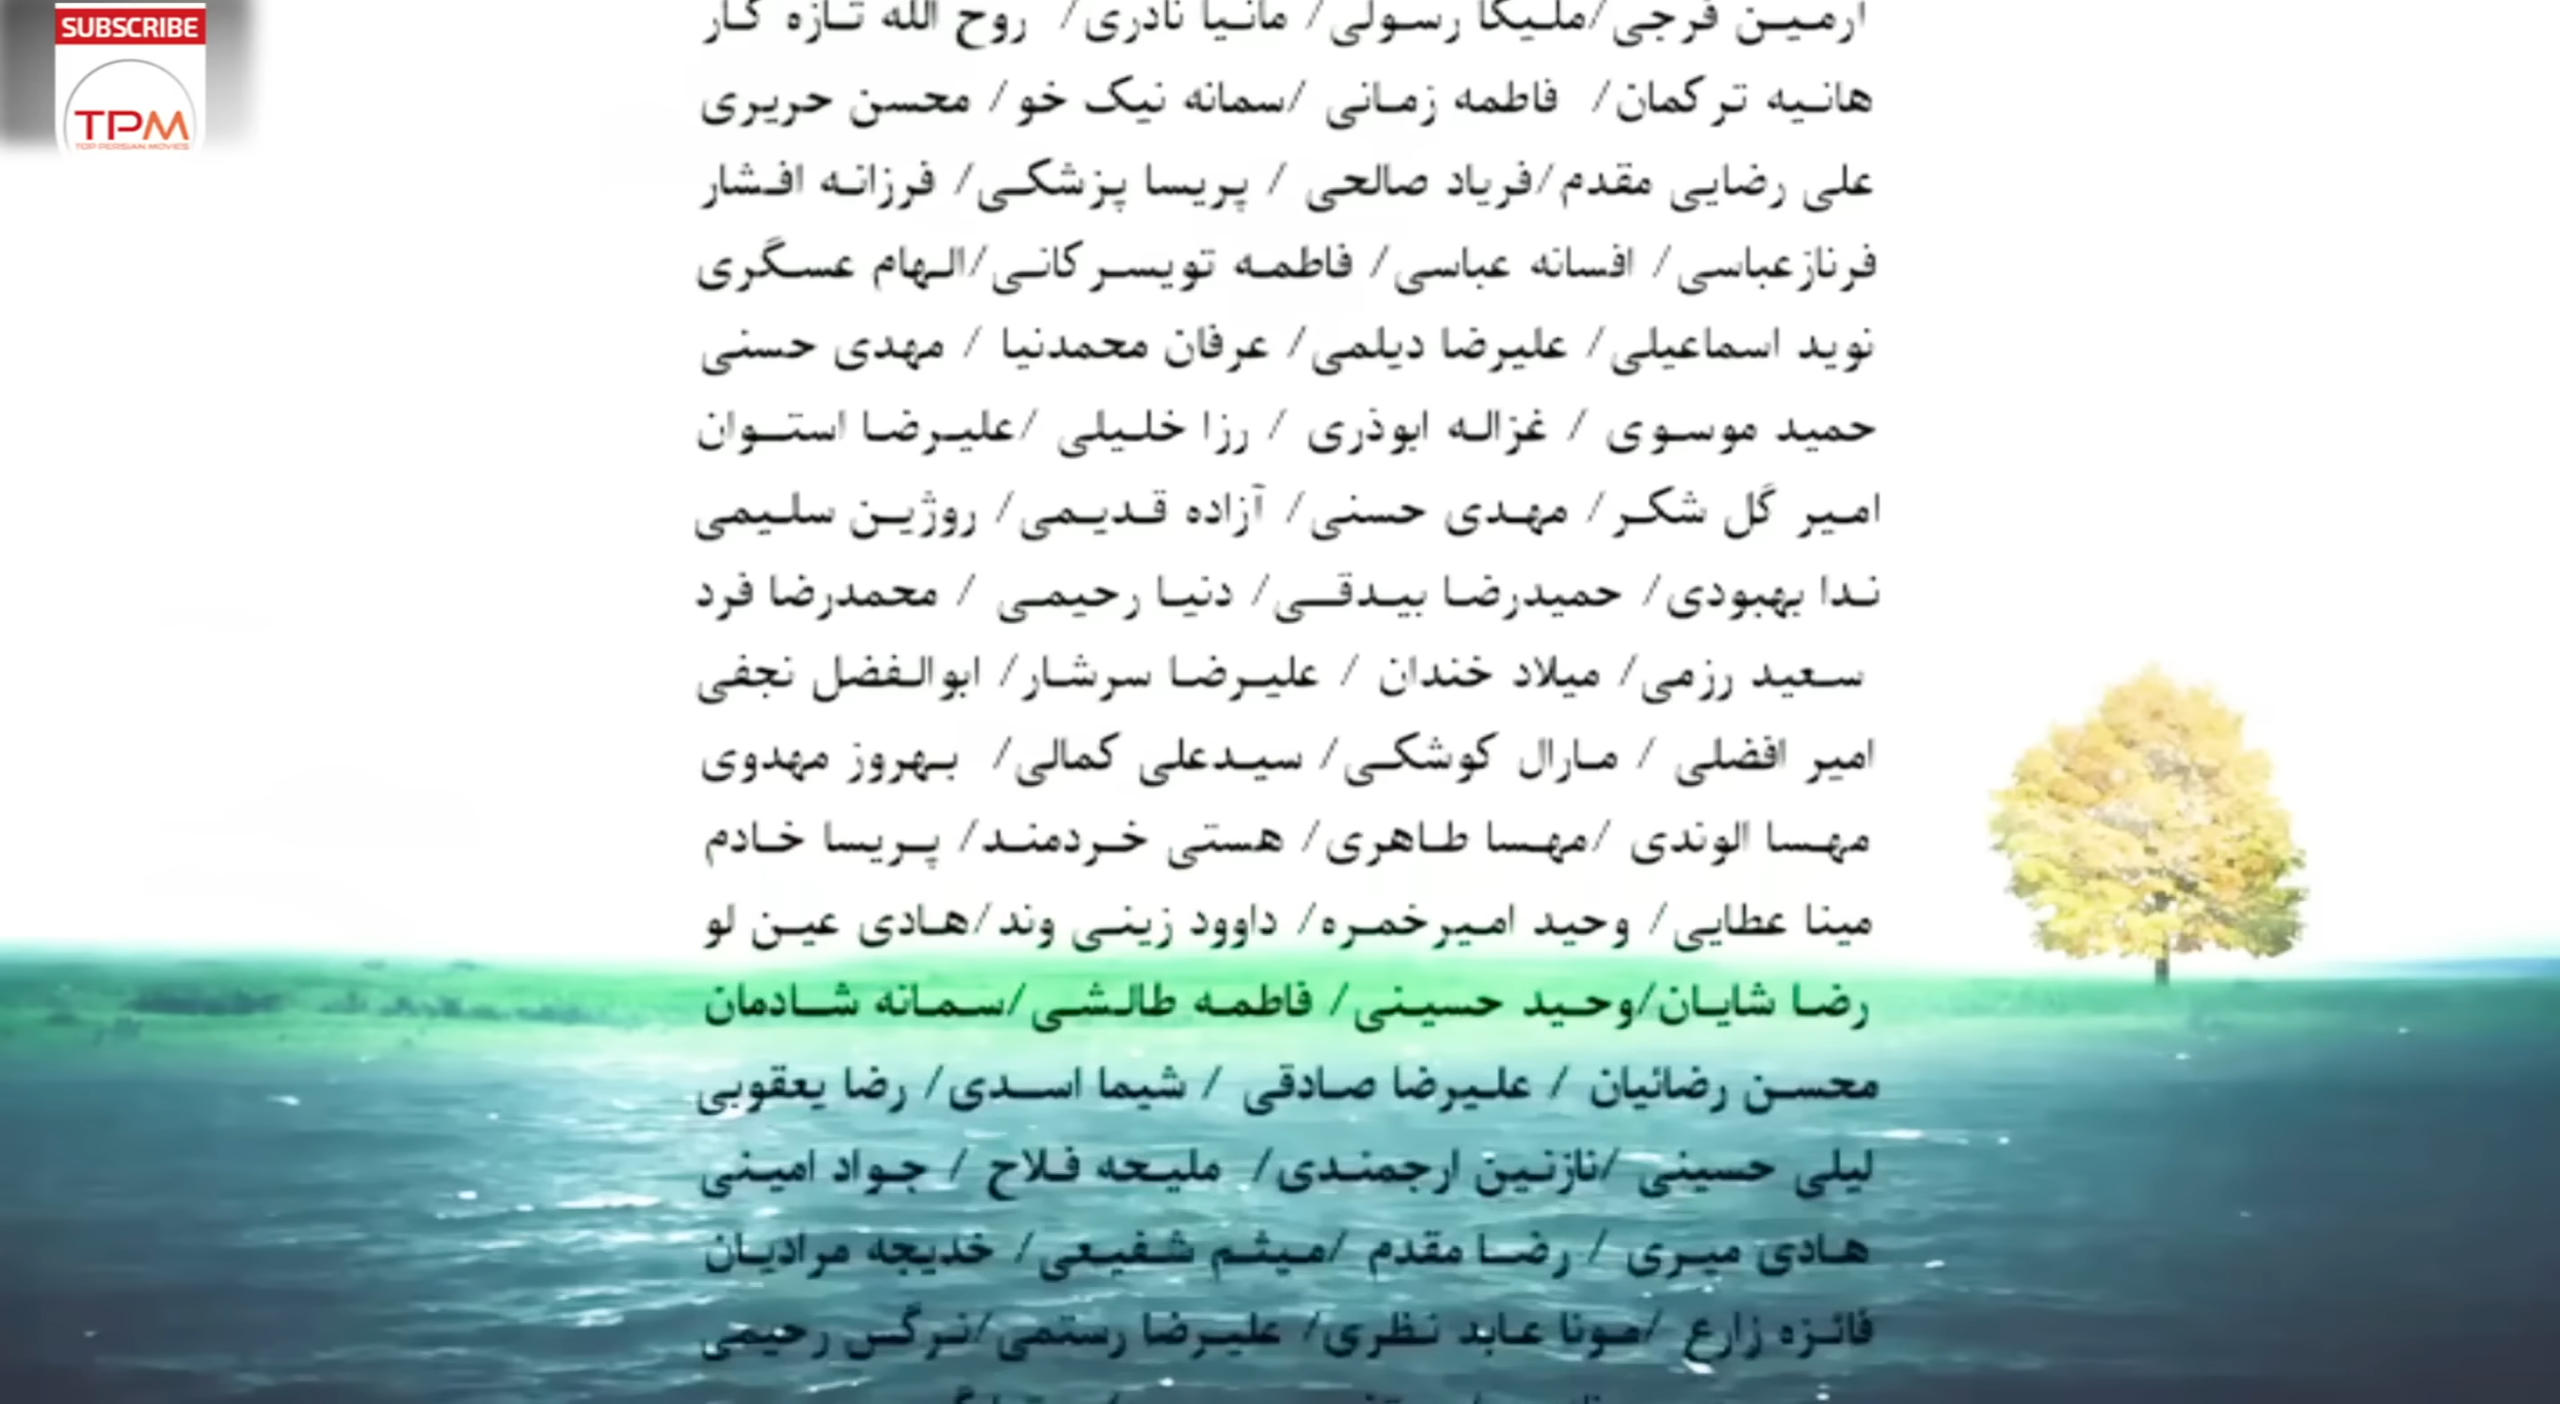 SUBSCRIBE
TPM
TOP PERSIAN MOVIES
آرمین فرجی/ملیکا رسولی/ مانیا نادری/ روح الله تازه کار
هانیه ترکمان/ فاطمه زمانی /سمانه نیک خو / محسن حریری
علی رضایی مقدم/فریاد صالحی / پریسا پزشکی/ فرزانه افشار
فرنازعباسی/ افسانه عباسی/ فاطمه تویسرکانی/الهام عسگری
نوید اسماعیلی/ علیرضا دیلمی/ عرفان محمدنیا / مهدی حسنی
حمید موسوی / غزاله ابوذری / رزا خلیلی /علیرضا استوان
امیر گل شکر/ مهدی حسنی/ آزاده قدیمی/ روژین سلیمی
ندا بهبودی/ حمیدرضا بیدقی/ دنیا رحیمی / محمدرضا فرد
سعید رزمی/ میلاد خندان / علیرضا سرشار/ ابوالفضل نجفی
امیر افضلی / مارال کوشکی/ سیدعلی کمالی/ بهروز مهدوی
مهسا الوندی /مهسا طاهری/ هستی خردمند/ پریسا خادم
مینا عطایی/ وحید امیرخمره/ داوود زینی وند/هادی عین لو
رضا شایان/وحید حسینی/ فاطمه طالشی/سمانه شادمان
محسن رضائیان / علیرضا صادقی / شیما اسدی/ رضا یعقوبی
لیلی حسینی /نازنین ارجمندی/ ملیحه فلاح / جواد امینی
هادی میری / رضا مقدم /میثم شفیعی/ خدیجه مرادیان
فائزه زارع /مونا عابد نظری/ علیرضا رستمی/نرگس رحیمی